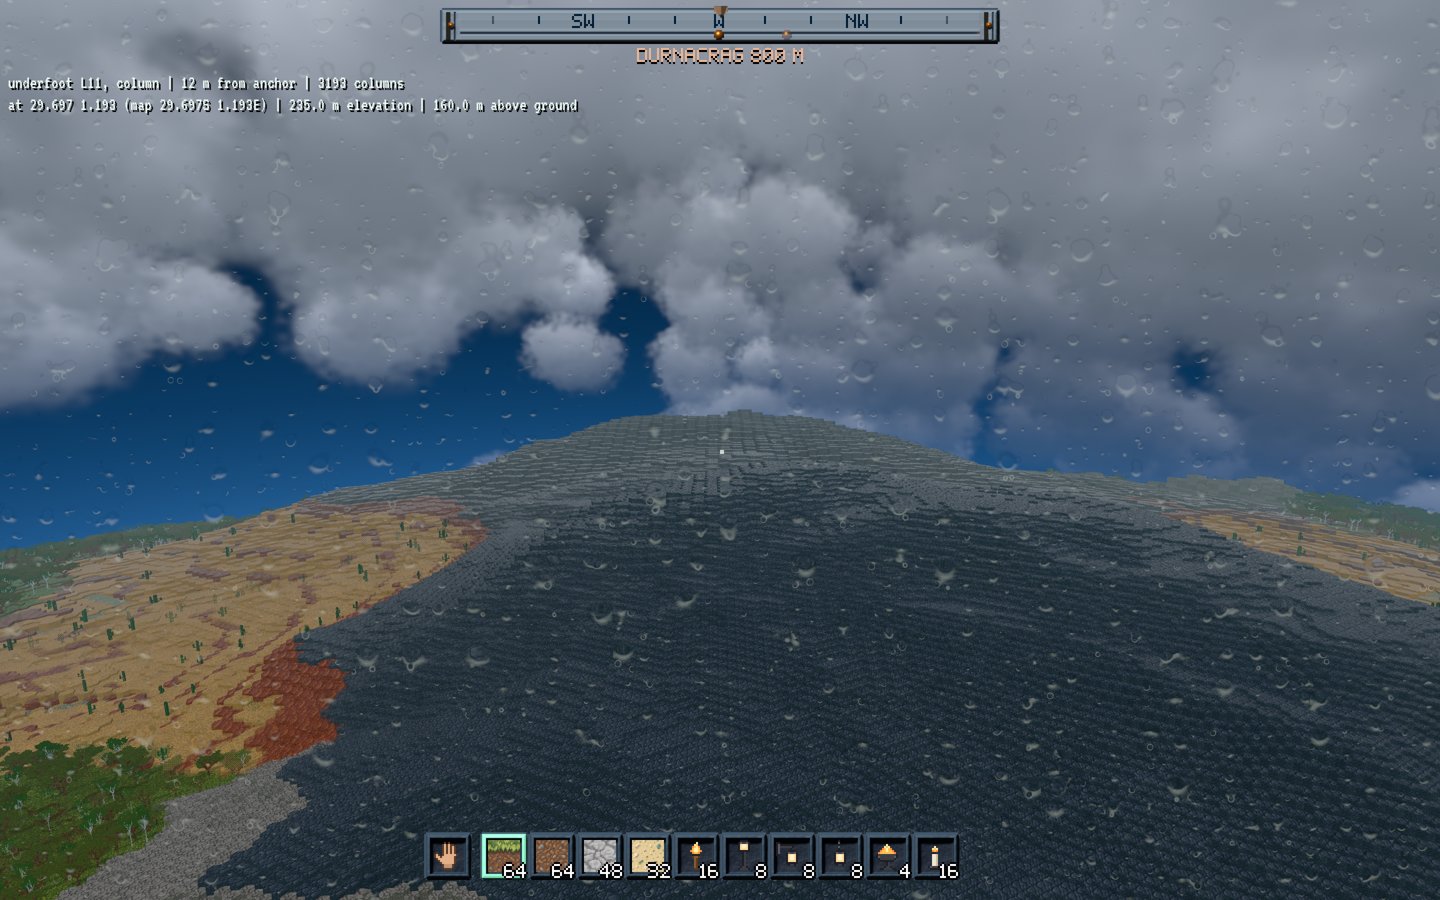 SW W NW
DURNACRAG 800 M
underfoot L11, column | 12 m from anchor | 3193 columns
at 29.697 1.193 (map 29.697S 1.193E) | 235.0 m elevation | 160.0 m above ground
64 64 48 32 16 8 8 8 4 16